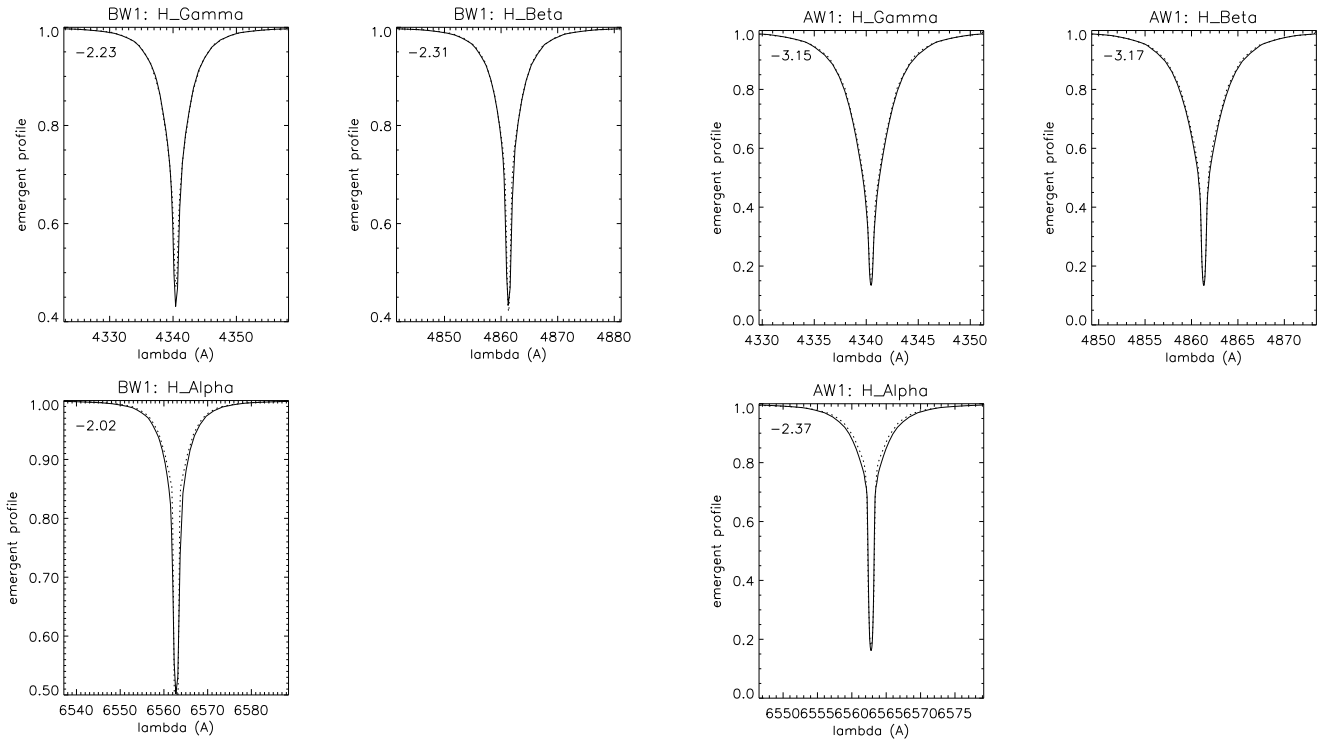 BW1: H_Gamma
BW1: H_Beta
AW1: H_Gamma
AW1: H_Beta
1.0
0.8
0.6
0.4
emergent profile
-2.23
4330 4340 4350
lambda (A)
1.0
0.8
0.6
0.4
emergent profile
-2.31
4850 4860 4870 4880
lambda (A)
1.0
0.8
0.6
0.4
0.2
0.0
emergent profile
-3.15
4330 4335 4340 4345 4350
lambda (A)
1.0
0.8
0.6
0.4
0.2
0.0
emergent profile
-3.17
4850 4855 4860 4865 4870
lambda (A)
BW1: H_Alpha
AW1: H_Alpha
1.00
0.90
0.80
0.70
0.60
0.50
emergent profile
-2.02
6540 6550 6560 6570 6580
lambda (A)
1.0
0.8
0.6
0.4
0.2
0.0
emergent profile
-2.37
655065556560656565706575
lambda (A)